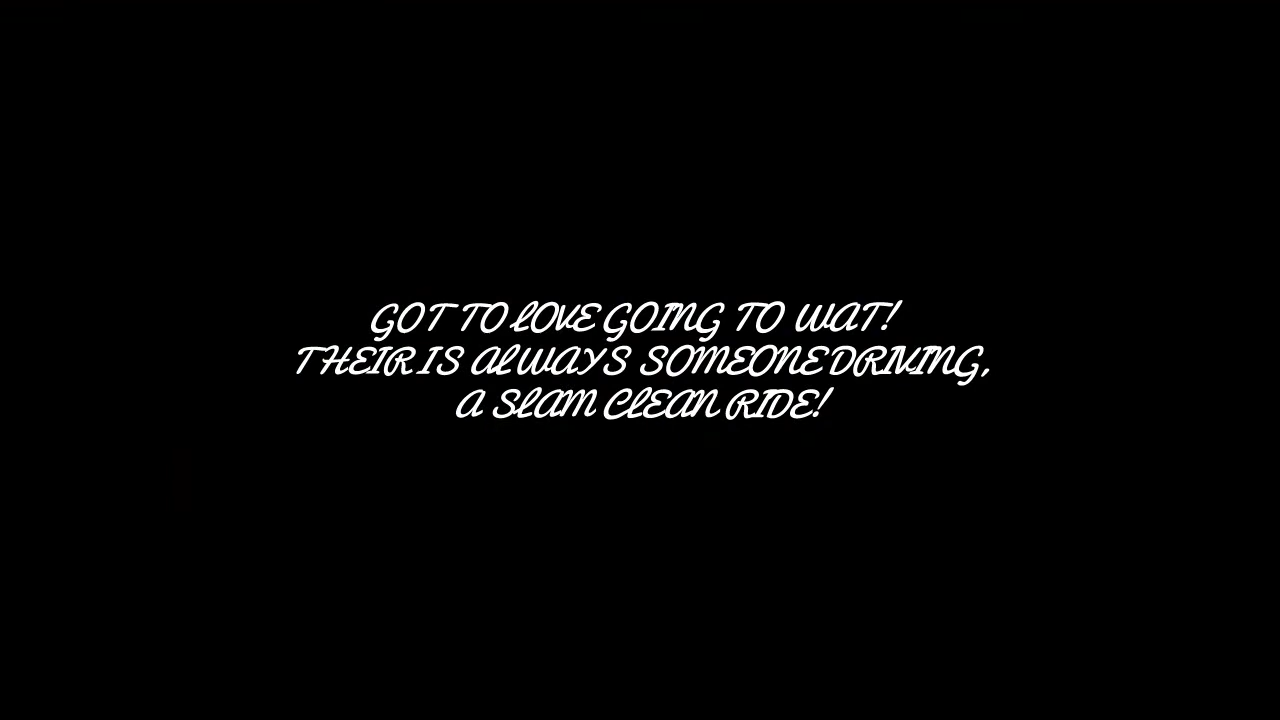 GOT TO LOVE GOING TO WAT!
THEIR IS ALWAYS SOMEONE DRIVING,
A SLAM CLEAN RIDE!